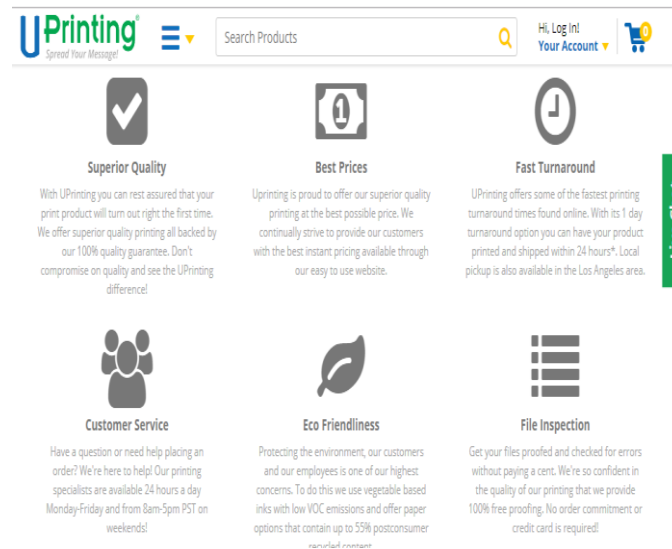 UPrinting
Spread Your Message!
Search Products
Hi, Log In!
Your Account
0
1
Superior Quality
With UPrinting you can rest assured that your
print product will turn out right the first time.
We offer superior quality printing all backed by
our 100% quality guarantee. Don't
compromise on quality and see the UPrinting
difference!
Best Prices
Uprinting is proud to offer our superior quality
printing at the best possible price. We
continually strive to provide our customers
with the best instant pricing available through
our easy to use website.
Fast Turnaround
UPrinting offers some of the fastest printing
turnaround times found online. With its 1 day
turnaround option you can have your product
printed and shipped within 24 hours*. Local
pickup is also available in the Los Angeles area.
Customer Service
Have a question or need help placing an
order? We're here to help! Our printing
specialists are available 24 hours a day
Monday-Friday and from 8am-5pm PST on
weekends!
Eco Friendliness
Protecting the environment, our customers
and our employees is one of our highest
concerns. To do this we use vegetable based
inks with low VOC emissions and offer paper
options that contain up to 55% postconsumer
recycled content
File Inspection
Get your files proofed and checked for errors
without paying a cent. We're so confident in
the quality of our printing that we provide
100% free proofing. No order commitment or
credit card is required!